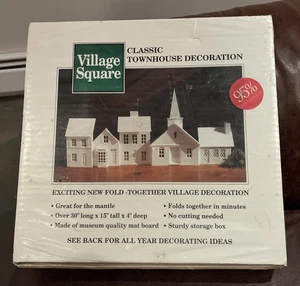 Village
Square
CLASSIC
TOWNHOUSE DECORATION
95%
EXCITING NEW FOLD-TOGETHER VILLAGE DECORATION
• Great for the mantle
• Over 30" long x 15" tall x 4" deep
• Made of museum quality mat board
• Folds together in minutes
• No cutting needed
• Sturdy storage box
SEE BACK FOR ALL YEAR DECORATING IDEAS